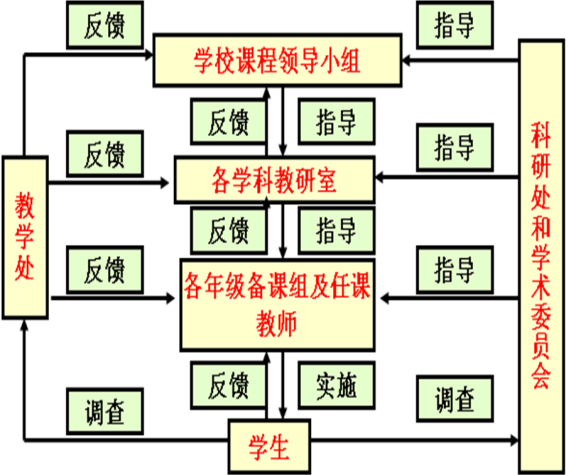 反馈
指导
学校课程领导小组
反馈
指导
反馈
指导
各学科教研室
反馈
指导
反馈
指导
教学处
各年级备课组及任课
教师
科研处和学术委员会
反馈
实施
调查
调查
学生